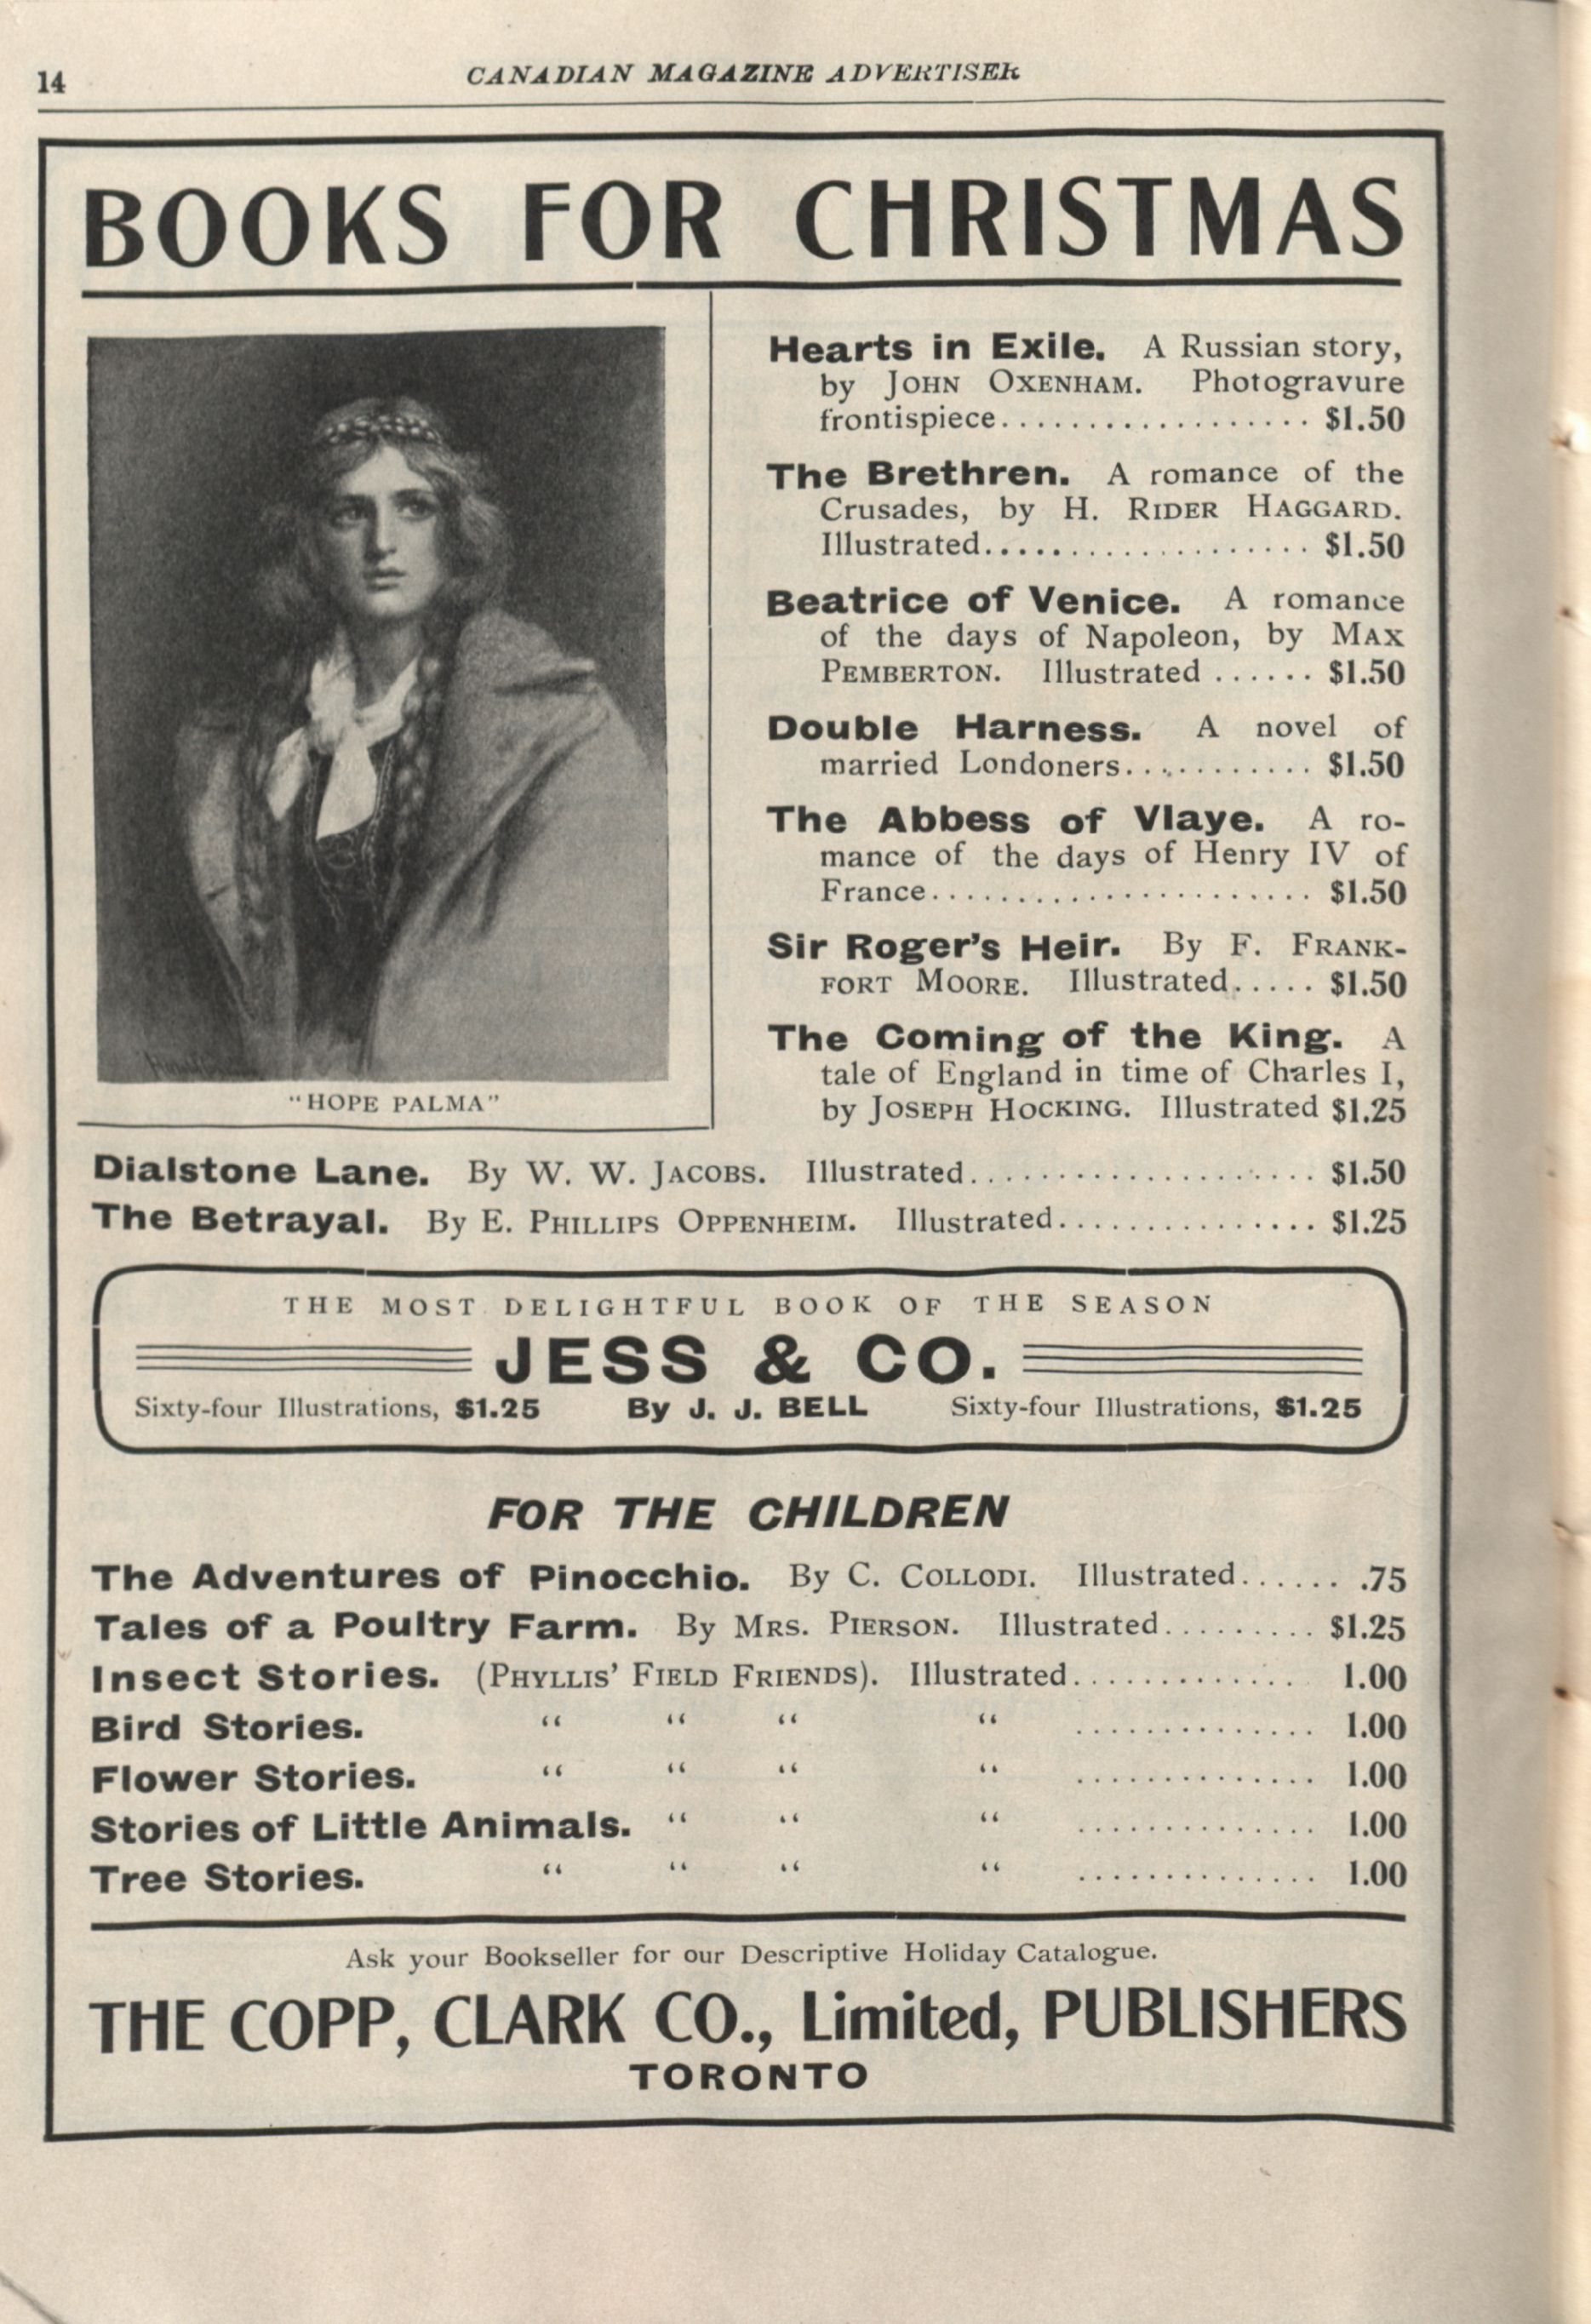 14
CANADIAN MAGAZINE ADVERTISER
BOOKS FOR CHRISTMAS
"HOPE PALMA"
Hearts in Exile. A Russian story,
by JOHN OXENHAM. Photogravure
frontispiece.................. $1.50
The Brethren. A romance of the
Crusades, by H. RIDER HAGGARD.
Illustrated................... $1.50
Beatrice of Venice. A romance
of the days of Napoleon, by MAX
PEMBERTON. Illustrated ...... $1.50
Double Harness. A novel of
married Londoners........... $1.50
The Abbess of Vlaye. A ro-
mance of the days of Henry IV of
France...................... $1.50
Sir Roger's Heir. By F. FRANK-
FORT MOORE. Illustrated..... $1.50
The Coming of the King. A
tale of England in time of Charles I,
by JOSEPH HOCKING. Illustrated $1.25
Dialstone Lane. By W. W. JACOBS. Illustrated.................... $1.50
The Betrayal. By E. PHILLIPS OPPENHEIM. Illustrated............... $1.25
THE MOST DELIGHTFUL BOOK OF THE SEASON
JESS & CO.
Sixty-four Illustrations, $1.25 By J. J. BELL Sixty-four Illustrations, $1.25
FOR THE CHILDREN
The Adventures of Pinocchio. By C. COLLODI. Illustrated...... .75
Tales of a Poultry Farm. By MRS. PIERSON. Illustrated......... $1.25
Insect Stories. (PHYLLIS' FIELD FRIENDS). Illustrated............. 1.00
Bird Stories. " " " " .............. 1.00
Flower Stories. " " " " .............. 1.00
Stories of Little Animals. " " " .............. 1.00
Tree Stories. " " " " .............. 1.00
Ask your Bookseller for our Descriptive Holiday Catalogue.
THE COPP, CLARK CO., Limited, PUBLISHERS
TORONTO